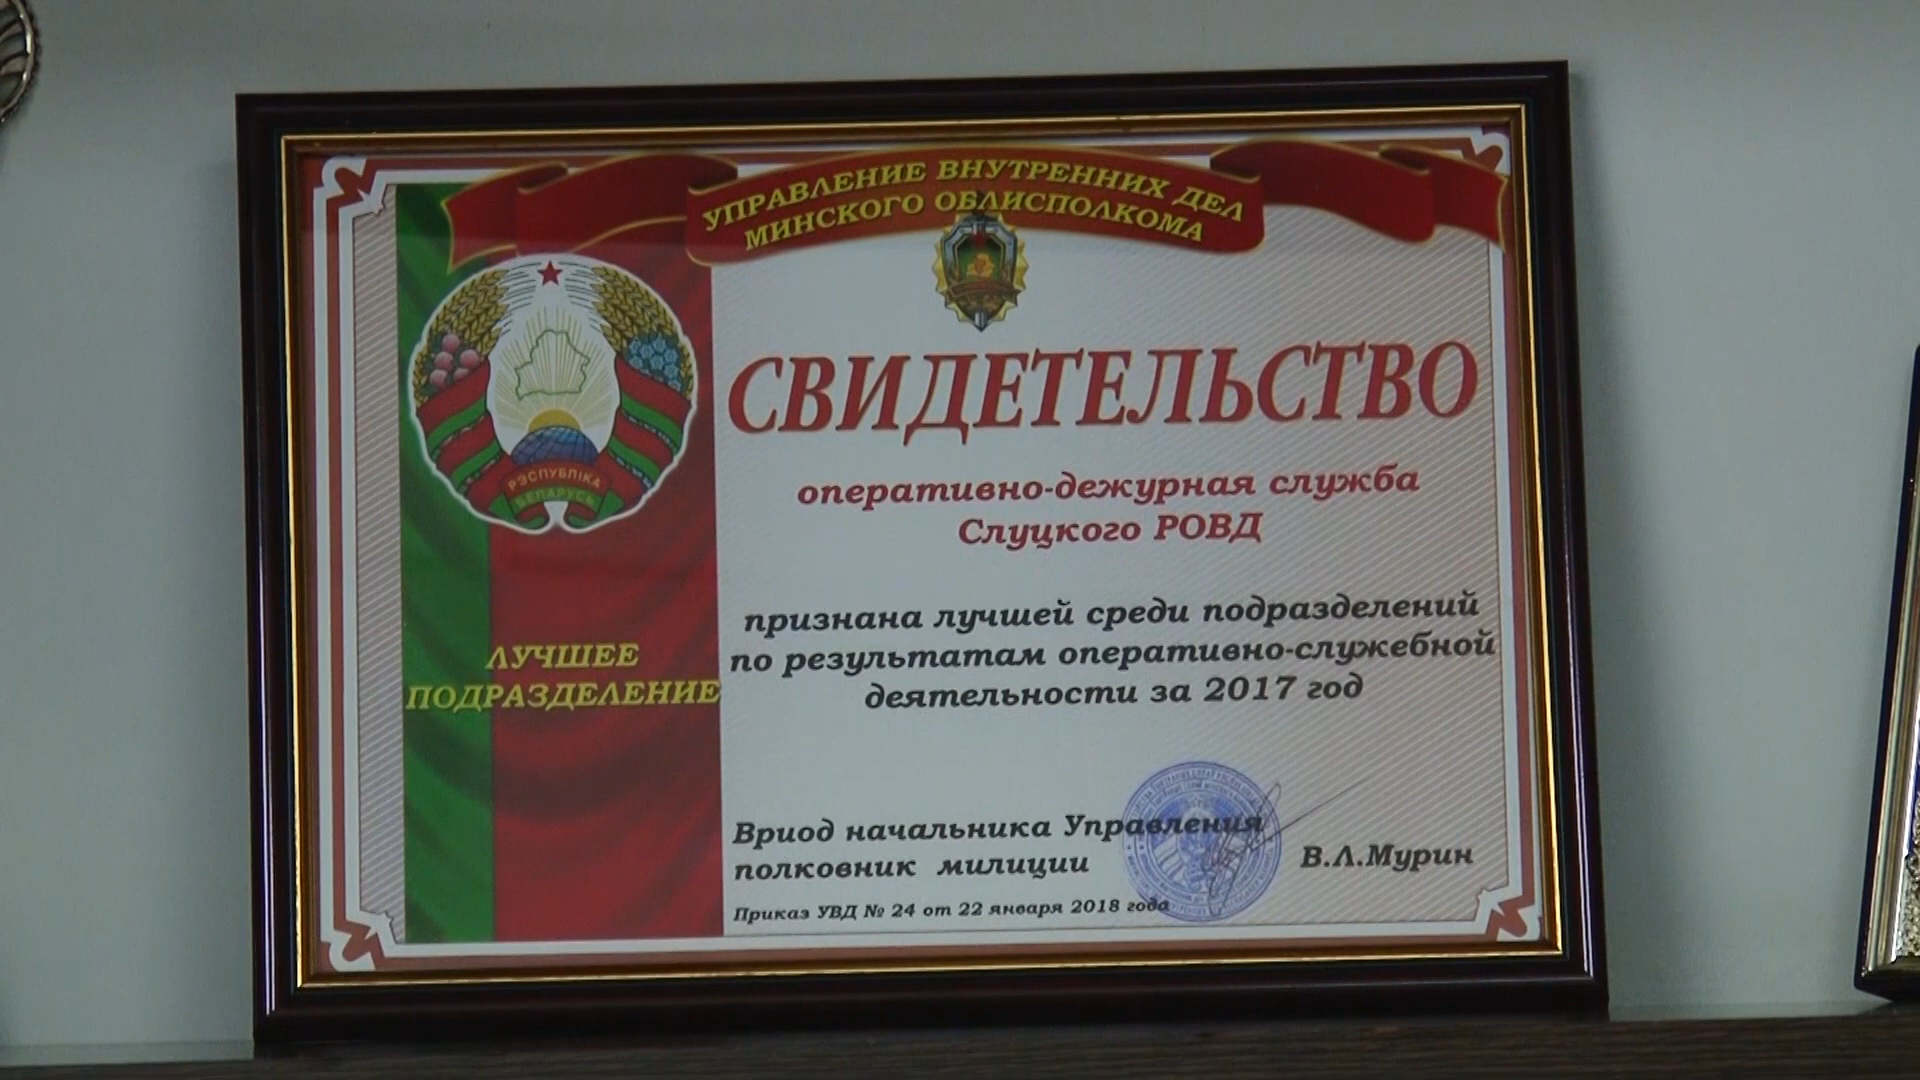 УПРАВЛЕНИЕ ВНУТРЕННИХ ДЕЛ
МИНСКОГО ОБЛИСПОЛКОМА
РЭСПУБЛІКА
БЕЛАРУСЬ
ЛУЧШЕЕ
ПОДРАЗДЕЛЕНИЕ
СВИДЕТЕЛЬСТВО
оперативно-дежурная служба
Слуцкого РОВД
признана лучшей среди подразделений
по результатам оперативно-служебной
деятельности за 2017 год
Вриод начальника Управления
полковник милиции
В.Л.Мурин
Приказ УВД № 24 от 22 января 2018 года